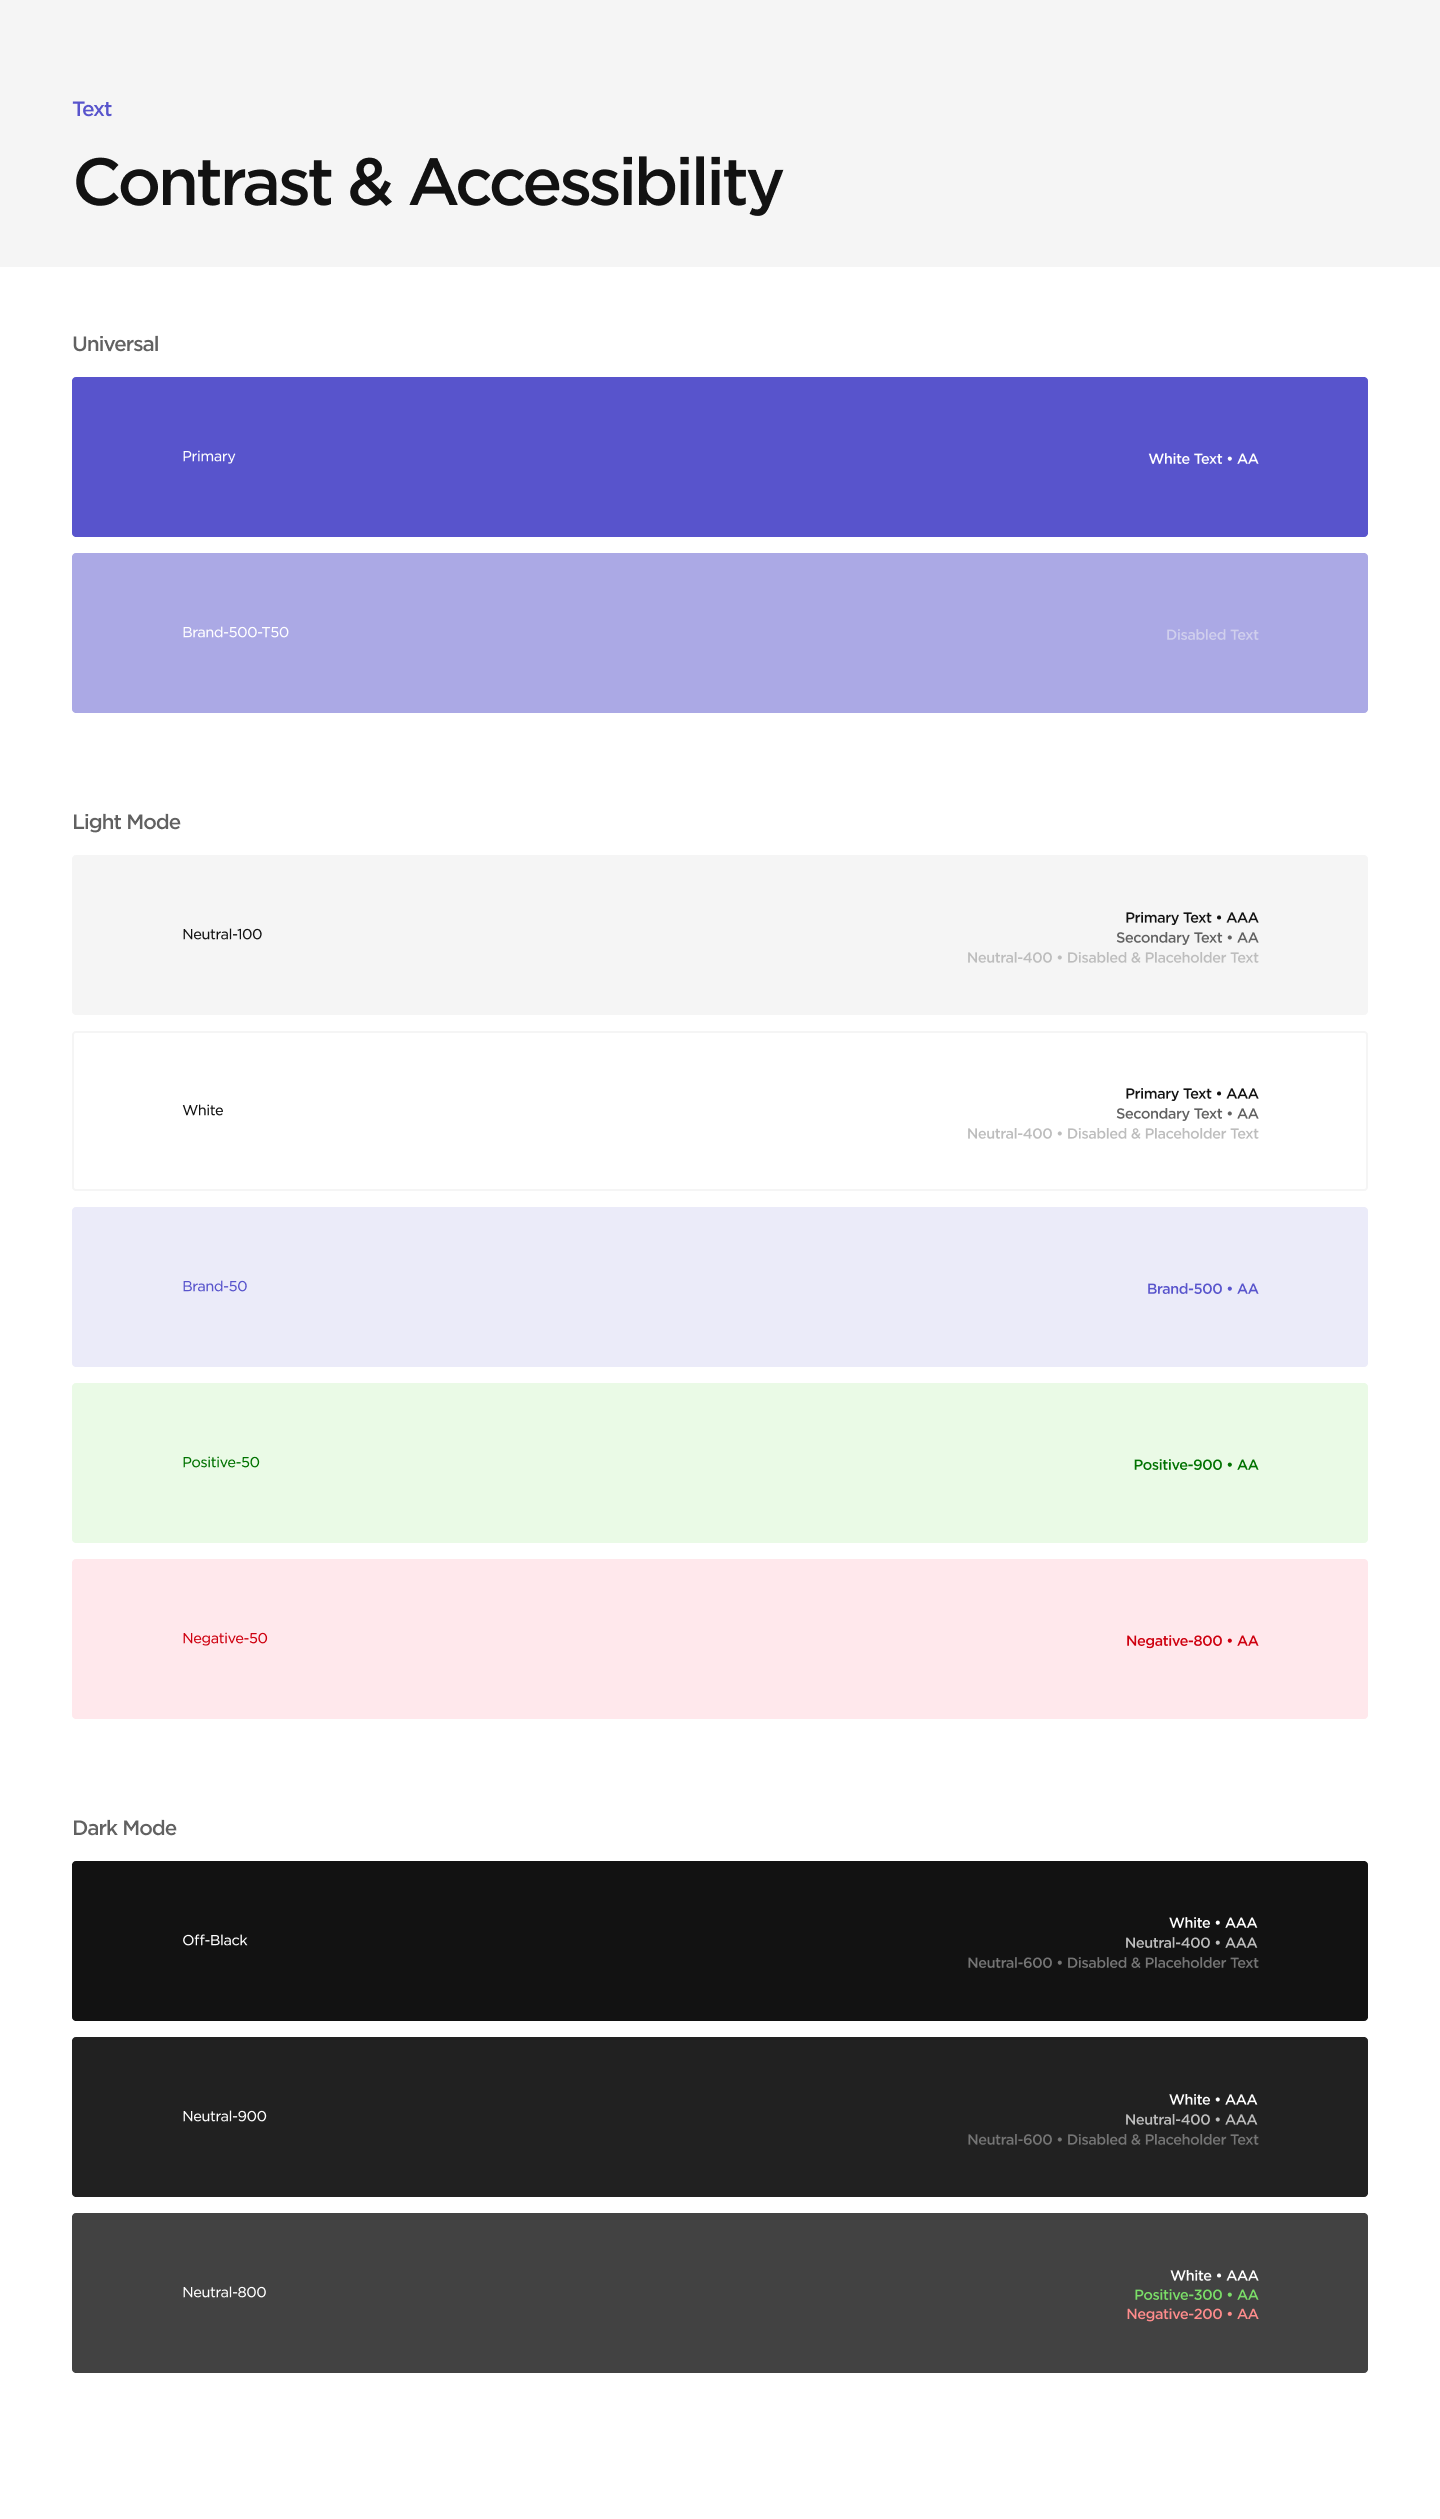 Text
Contrast & Accessibility
Universal
Primary
White Text • AA
Brand-500-T50
Disabled Text
Light Mode
Neutral-100
Primary Text • AAA
Secondary Text • AA
Neutral-400 • Disabled & Placeholder Text
White
Primary Text • AAA
Secondary Text • AA
Neutral-400 • Disabled & Placeholder Text
Brand-50
Brand-500 • AA
Positive-50
Positive-900 • AA
Negative-50
Negative-800 • AA
Dark Mode
Off-Black
White • AAA
Neutral-400 • AAA
Neutral-600 • Disabled & Placeholder Text
Neutral-900
White • AAA
Neutral-400 • AAA
Neutral-600 • Disabled & Placeholder Text
Neutral-800
White • AAA
Positive-300 • AA
Negative-200 • AA